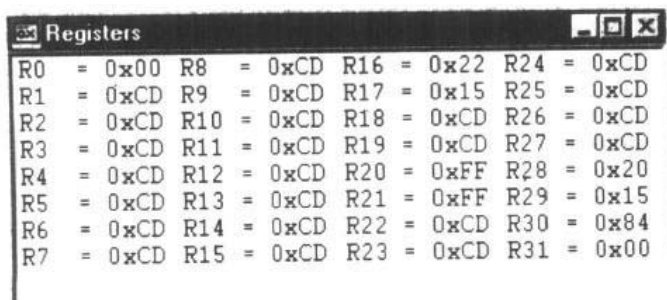 Registers
R0 = 0x00 R8 = 0xCD R16 = 0x22 R24 = 0xCD
R1 = 0xCD R9 = 0xCD R17 = 0x15 R25 = 0xCD
R2 = 0xCD R10 = 0xCD R18 = 0xCD R26 = 0xCD
R3 = 0xCD R11 = 0xCD R19 = 0xCD R27 = 0xCD
R4 = 0xCD R12 = 0xCD R20 = 0xFF R28 = 0x20
R5 = 0xCD R13 = 0xCD R21 = 0xFF R29 = 0x15
R6 = 0xCD R14 = 0xCD R22 = 0xCD R30 = 0x84
R7 = 0xCD R15 = 0xCD R23 = 0xCD R31 = 0x00